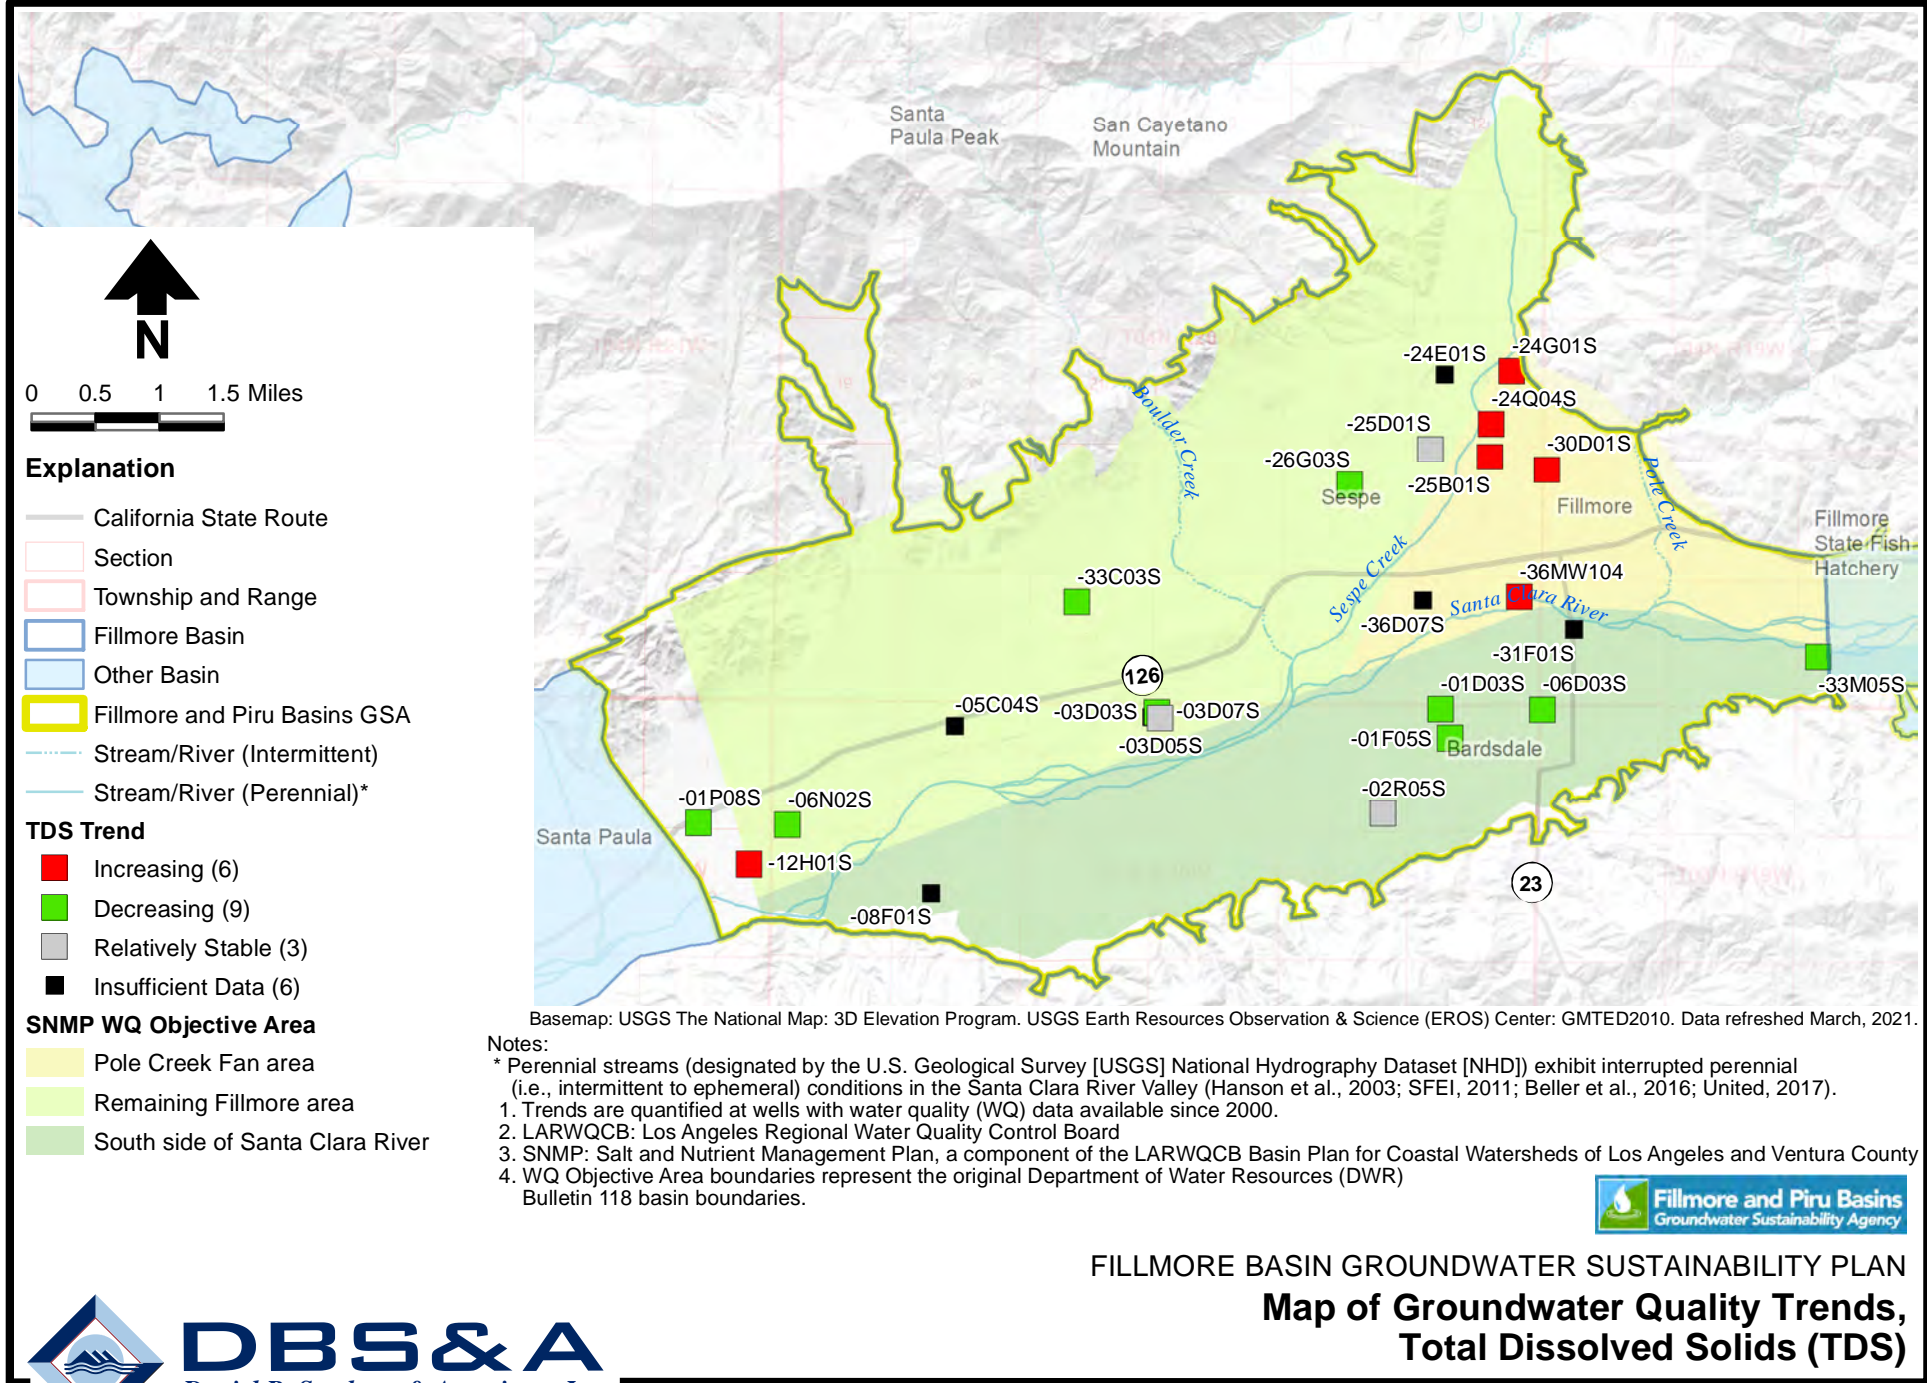 Santa
Paula Peak
San Cayetano
Mountain
N
0 0.5 1 1.5 Miles
Explanation
California State Route
Section
Township and Range
Fillmore Basin
Other Basin
Fillmore and Piru Basins GSA
Stream/River (Intermittent)
Stream/River (Perennial)*
TDS Trend
Increasing (6)
Decreasing (9)
Relatively Stable (3)
Insufficient Data (6)
SNMP WQ Objective Area
Pole Creek Fan area
Remaining Fillmore area
South side of Santa Clara River
-24E01S
-24G01S
-24Q04S
-25D01S
-30D01S
-26G03S
-25B01S
Sespe
Fillmore
Boulder Creek
Pole Creek
Sespe Creek
Fillmore
State Fish
Hatchery
-33C03S
-36MW104
Santa Clara River
-36D07S
-31F01S
126
-33M05S
-01D03S
-06D03S
-05C04S
-03D03S
-03D07S
-03D05S
-01F05S
Bardsdale
-02R05S
-01P08S
-06N02S
Santa Paula
-12H01S
23
-08F01S
Basemap: USGS The National Map: 3D Elevation Program. USGS Earth Resources Observation & Science (EROS) Center: GMTED2010. Data refreshed March, 2021.
Notes:
* Perennial streams (designated by the U.S. Geological Survey [USGS] National Hydrography Dataset [NHD]) exhibit interrupted perennial
(i.e., intermittent to ephemeral) conditions in the Santa Clara River Valley (Hanson et al., 2003; SFEI, 2011; Beller et al., 2016; United, 2017).
1. Trends are quantified at wells with water quality (WQ) data available since 2000.
2. LARWQCB: Los Angeles Regional Water Quality Control Board
3. SNMP: Salt and Nutrient Management Plan, a component of the LARWQCB Basin Plan for Coastal Watersheds of Los Angeles and Ventura County
4. WQ Objective Area boundaries represent the original Department of Water Resources (DWR)
Bulletin 118 basin boundaries.
Fillmore and Piru Basins
Groundwater Sustainability Agency
FILLMORE BASIN GROUNDWATER SUSTAINABILITY PLAN
Map of Groundwater Quality Trends,
Total Dissolved Solids (TDS)
DBS&A